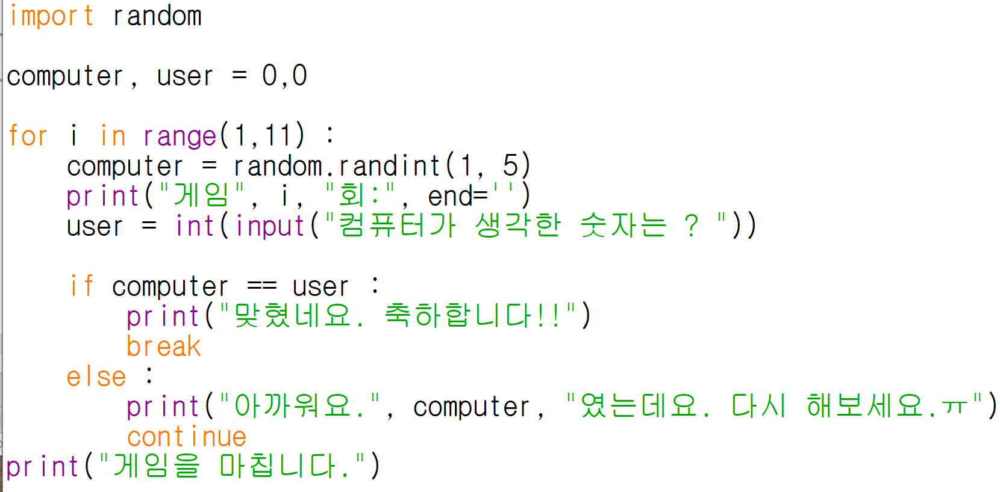 import random
computer, user = 0,0
for i in range(1,11) :
    computer = random.randint(1, 5)
    print("게임", i, "회:", end='')
    user = int(input("컴퓨터가 생각한 숫자는 ? "))
    if computer == user :
        print("맞혔네요. 축하합니다!!")
        break
    else :
        print("아까워요.", computer, "였는데요. 다시 해보세요.ㅠ")
        continue
print("게임을 마칩니다.")